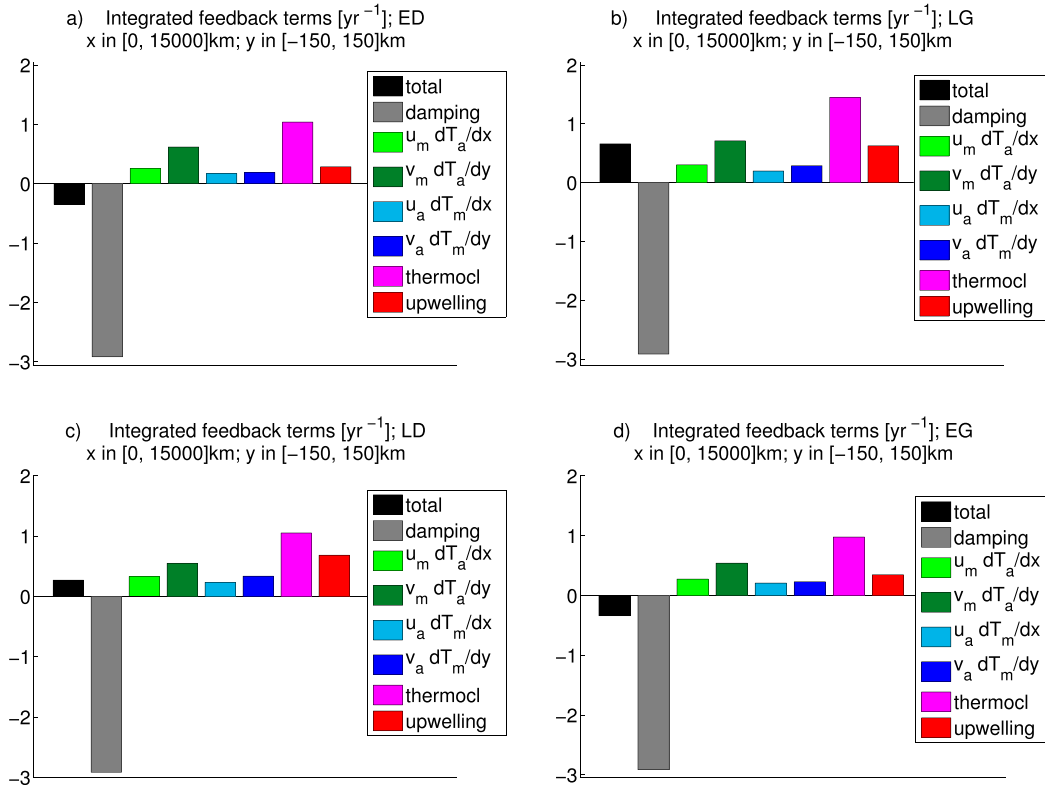 a) Integrated feedback terms [yr⁻¹]; ED
x in [0, 15000]km; y in [−150, 150]km
2
1
0
−1
−2
−3
total
damping
u_m dT_a/dx
v_m dT_a/dy
u_a dT_m/dx
v_a dT_m/dy
thermocl
upwelling
b) Integrated feedback terms [yr⁻¹]; LG
x in [0, 15000]km; y in [−150, 150]km
2
1
0
−1
−2
−3
total
damping
u_m dT_a/dx
v_m dT_a/dy
u_a dT_m/dx
v_a dT_m/dy
thermocl
upwelling
c) Integrated feedback terms [yr⁻¹]; LD
x in [0, 15000]km; y in [−150, 150]km
2
1
0
−1
−2
−3
total
damping
u_m dT_a/dx
v_m dT_a/dy
u_a dT_m/dx
v_a dT_m/dy
thermocl
upwelling
d) Integrated feedback terms [yr⁻¹]; EG
x in [0, 15000]km; y in [−150, 150]km
2
1
0
−1
−2
−3
total
damping
u_m dT_a/dx
v_m dT_a/dy
u_a dT_m/dx
v_a dT_m/dy
thermocl
upwelling